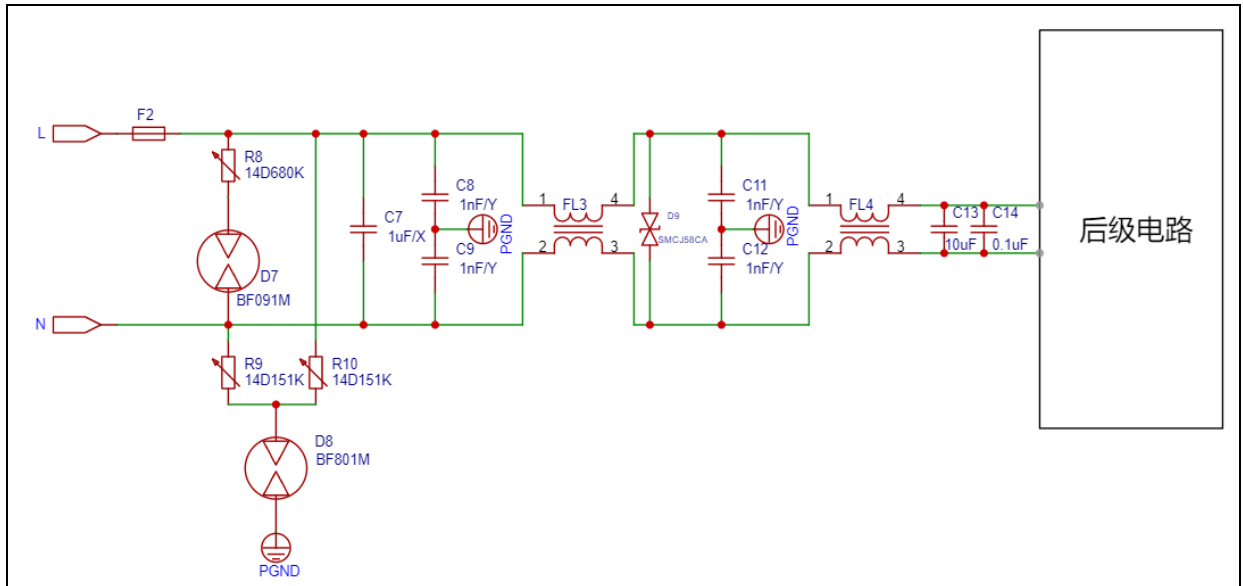 F2
L
R8
14D680K
D7
BF091M
N
R9
14D151K
R10
14D151K
D8
BF801M
PGND
C7
1uF/X
C8
1nF/Y
PGND
C9
1nF/Y
1
FL3
4
2
3
D9
SMCJ58CA
C11
1nF/Y
PGND
C12
1nF/Y
1
FL4
4
2
3
C13
10uF
C14
0.1uF
后级电路